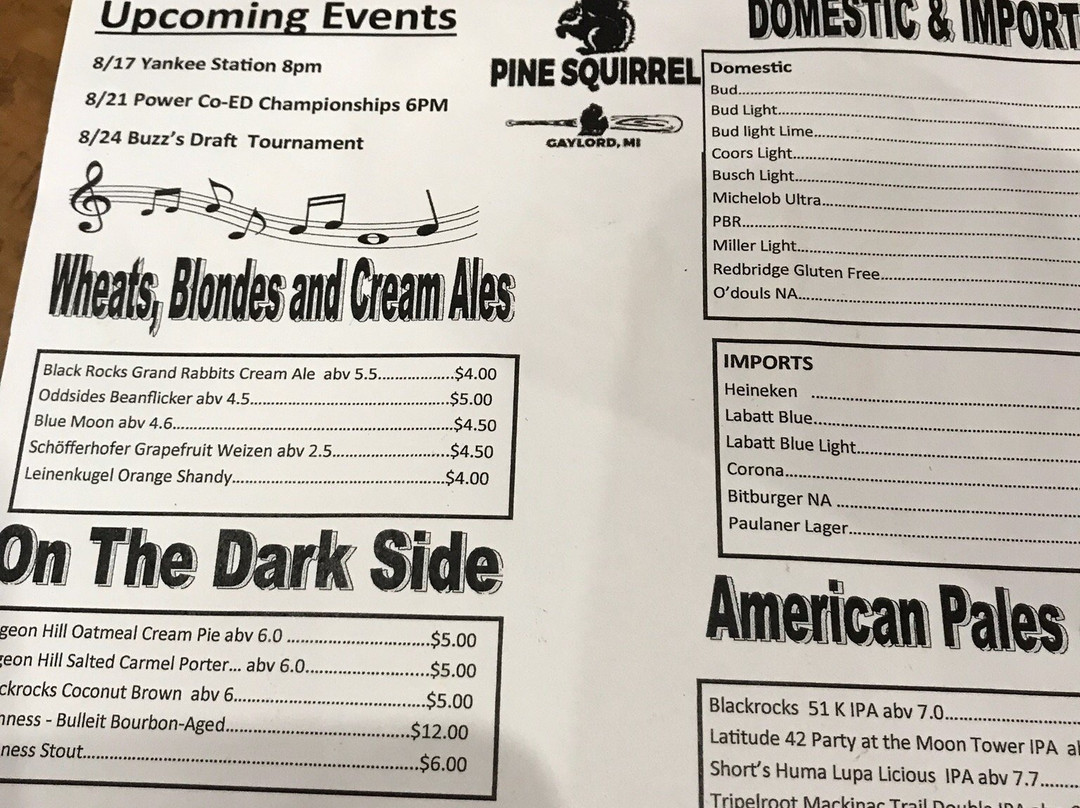 Upcoming Events
8/17 Yankee Station 8pm
8/21 Power Co-ED Championships 6PM
8/24 Buzz's Draft Tournament
Wheats, Blondes and Cream Ales
Black Rocks Grand Rabbits Cream Ale abv 5.5...................$4.00
Oddsides Beanflicker abv 4.5..................................................$5.00
Blue Moon abv 4.6.....................................................................$4.50
Schöfferhofer Grapefruit Weizen abv 2.5.............................$4.50
Leinenkugel Orange Shandy.....................................................$4.00
On The Dark Side
geon Hill Oatmeal Cream Pie abv 6.0 ...................................$5.00
geon Hill Salted Carmel Porter... abv 6.0..............................$5.00
ckrocks Coconut Brown abv 6................................................$5.00
nness - Bulleit Bourbon-Aged..............................................$12.00
ness Stout.................................................................................$6.00
PINE SQUIRREL
GAYLORD, MI
DOMESTIC & IMPORT
Domestic
Bud............................................................
Bud Light....................................................
Bud light Lime............................................
Coors Light.................................................
Busch Light.................................................
Michelob Ultra...........................................
PBR.............................................................
Miller Light.................................................
Redbridge Gluten Free..............................
O'douls NA.................................................
IMPORTS
Heineken ..................................................
Labatt Blue................................................
Labatt Blue Light.......................................
Corona.......................................................
Bitburger NA ............................................
Paulaner Lager..........................................
American Pales
Blackrocks 51 K IPA abv 7.0.......................
Latitude 42 Party at the Moon Tower IPA
Short's Huma Lupa Licious IPA abv 7.7........
Tripelroot Mackinac Trail Double IPA